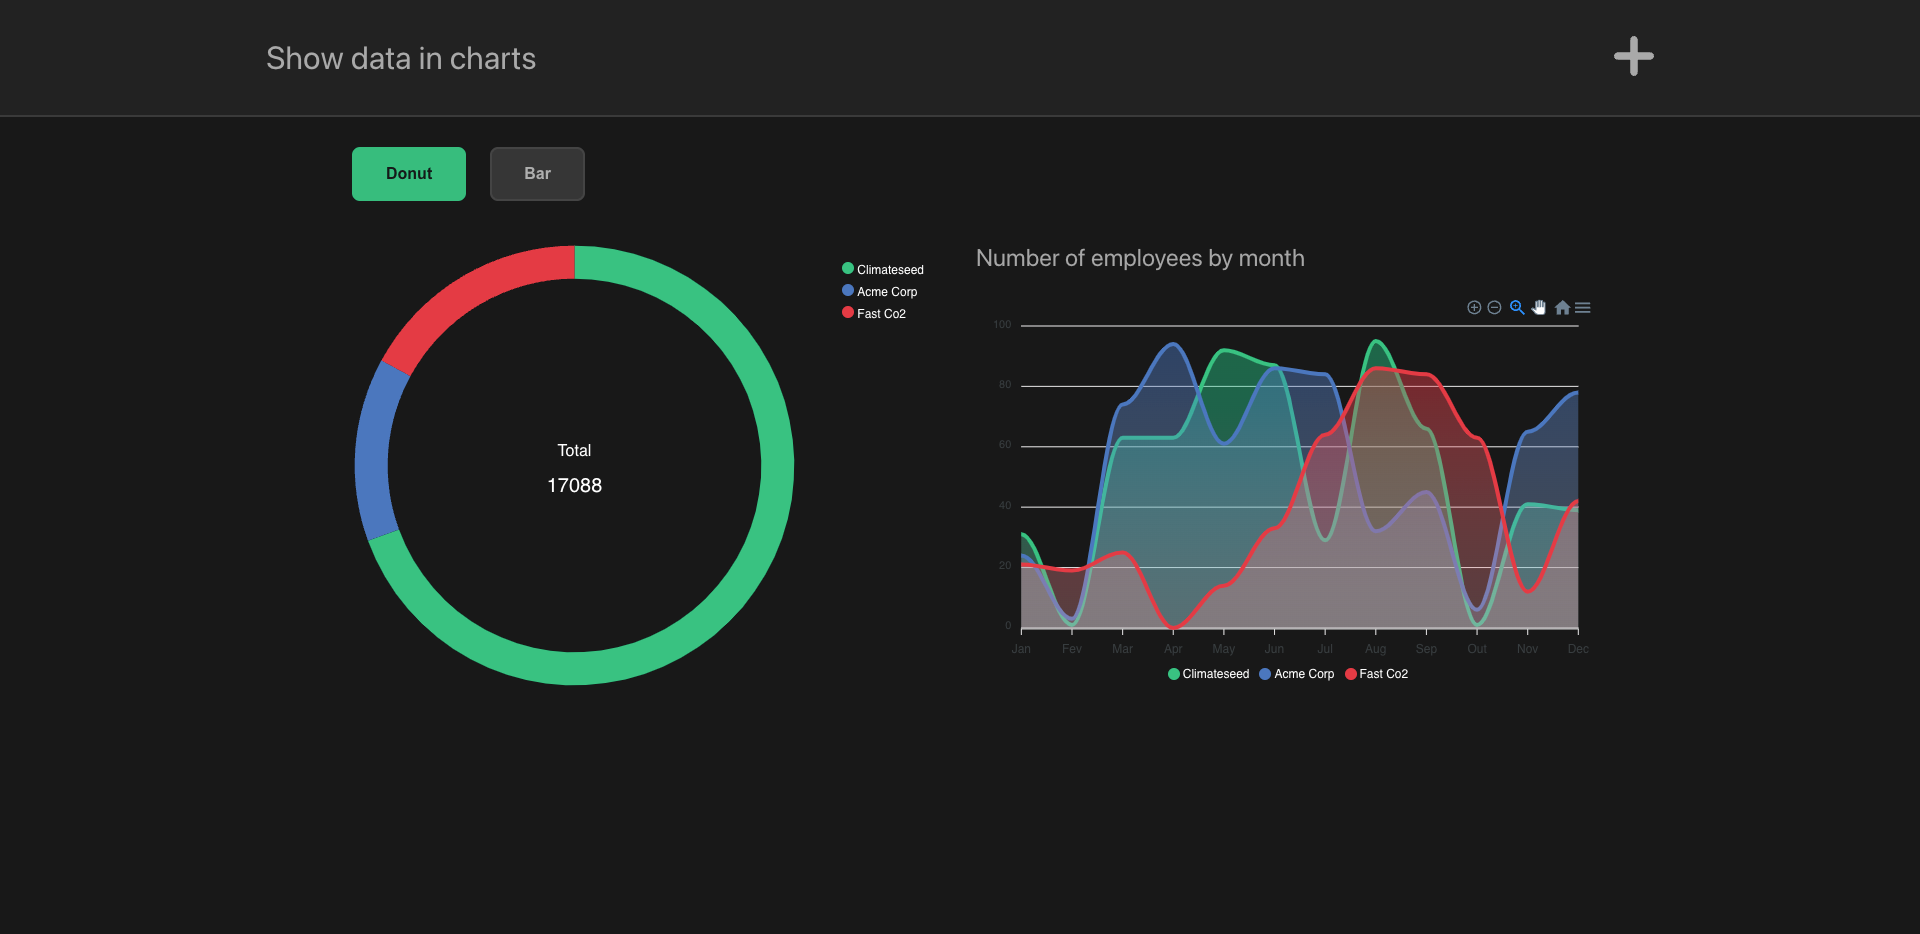 Show data in charts
Donut
Bar
Total
17088
Climateseed
Acme Corp
Fast Co2
Number of employees by month
100
80
60
40
20
0
Jan Fev Mar Apr May Jun Jul Aug Sep Out Nov Dec
Climateseed Acme Corp Fast Co2